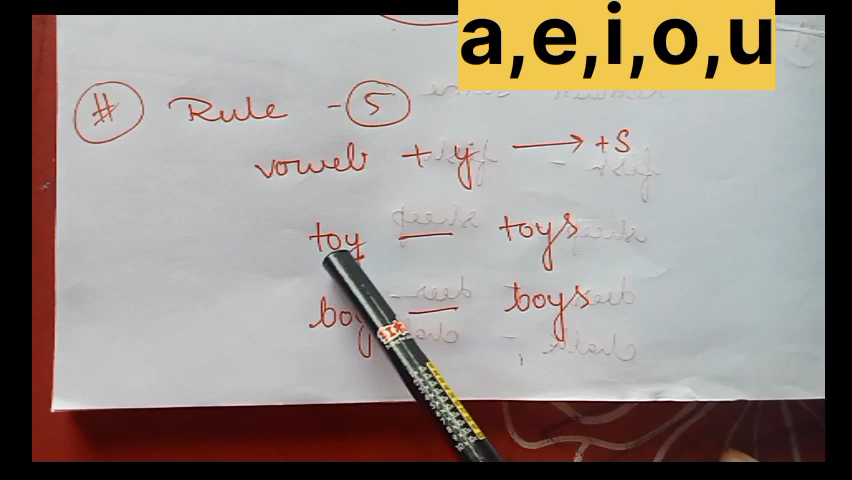 a,e,i,o,u
# Rule - 5
vowel + y → +s
toy — toys
boy — boys